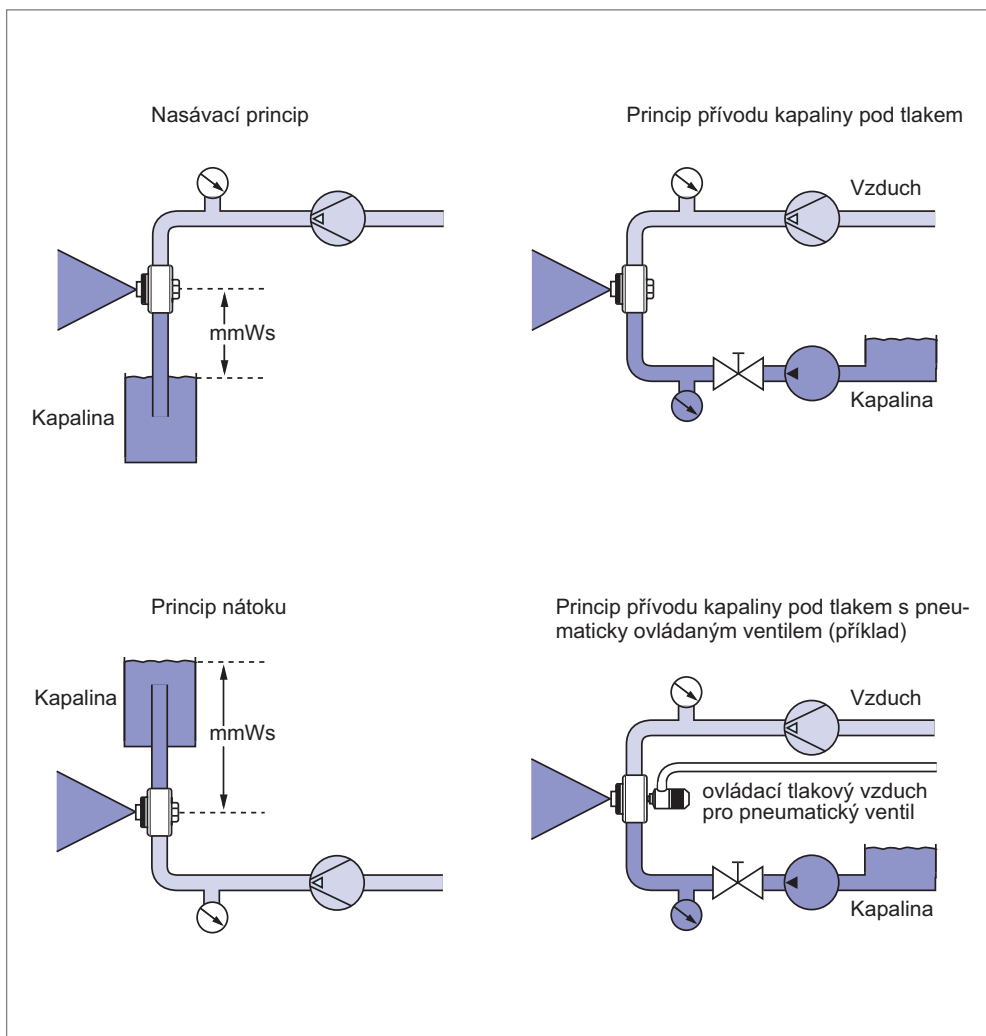 Nasávací princip
mmWs
Kapalina
Princip přívodu kapaliny pod tlakem
Vzduch
Kapalina
Princip nátoku
Kapalina
mmWs
Princip přívodu kapaliny pod tlakem s pneu-
maticky ovládaným ventilem (příklad)
Vzduch
ovládací tlakový vzduch
pro pneumatický ventil
Kapalina